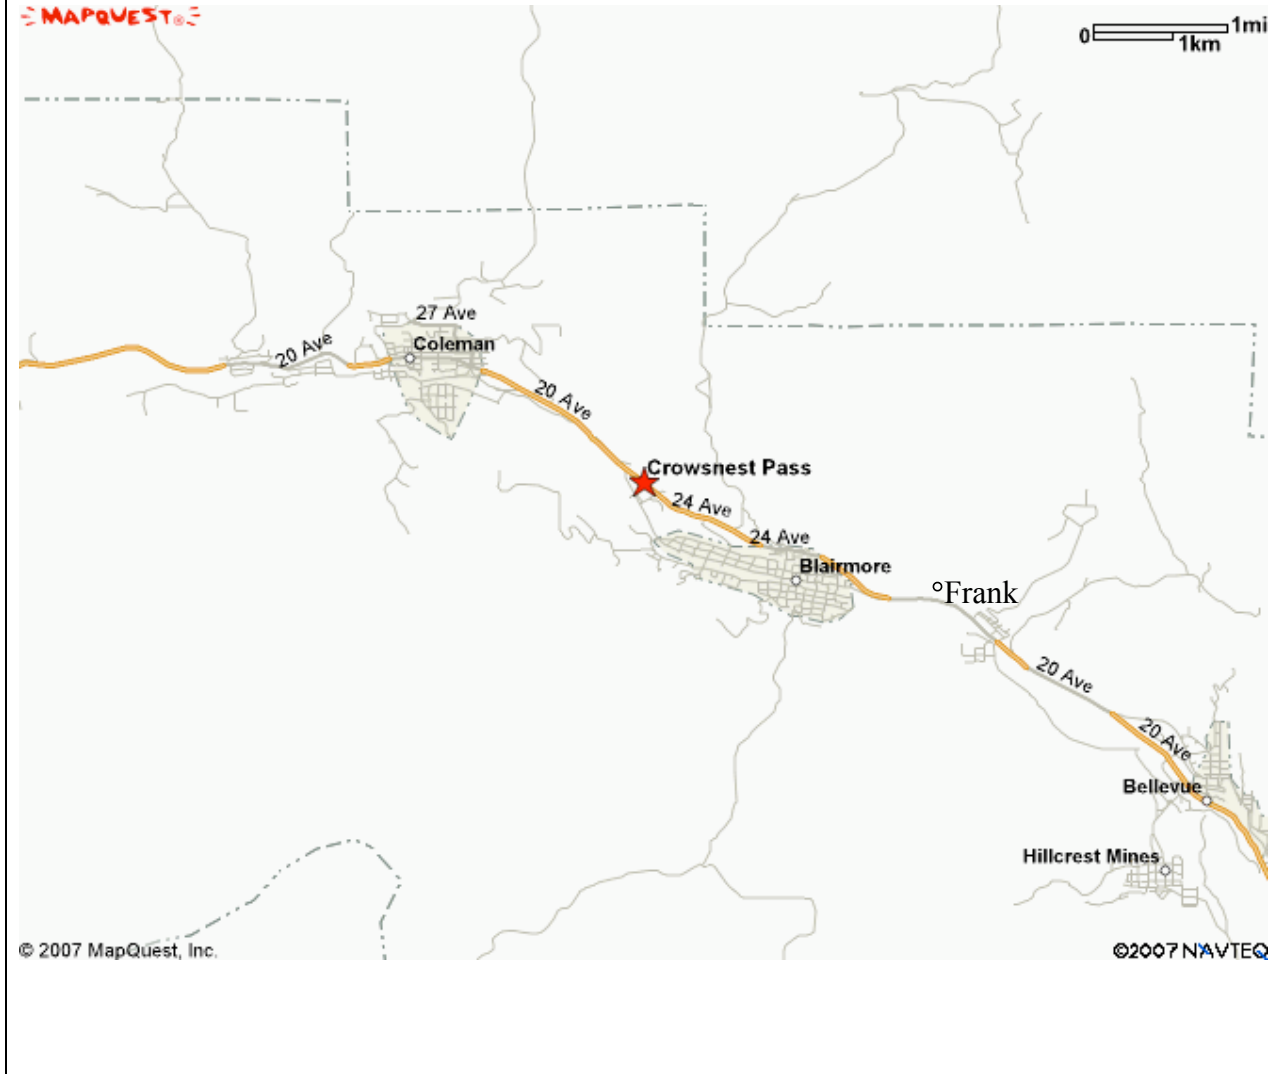 MAPQUEST®
0 1mi
1km
27 Ave
Coleman
20 Ave
20 Ave
Crowsnest Pass
24 Ave
24 Ave
Blairmore
°Frank
20 Ave
20 Ave
Bellevue
Hillcrest Mines
© 2007 MapQuest, Inc.
©2007 NAVTEQ